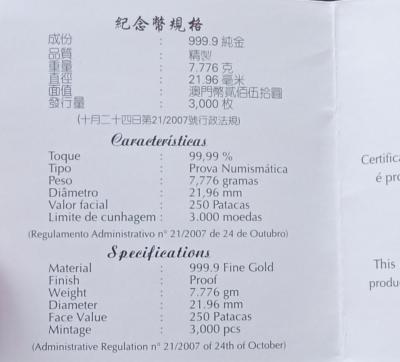 紀念幣規格
成份 : 999.9 純金
品質 : 精製
重量 : 7.776 克
直徑 : 21.96 毫米
面值 : 澳門幣貳佰伍拾圓
發行量 : 3,000 枚
(十月二十四日第21/2007號行政法規)
Características
Toque : 99,99 %
Tipo : Prova Numismática
Peso : 7,776 gramas
Diâmetro : 21,96 mm
Valor facial : 250 Patacas
Limite de cunhagem : 3.000 moedas
(Regulamento Administrativo nº 21/2007 de 24 de Outubro)
Specifications
Material : 999.9 Fine Gold
Finish : Proof
Weight : 7.776 gm
Diameter : 21.96 mm
Face Value : 250 Patacas
Mintage : 3,000 pcs
(Administrative Regulation nº 21/2007 of 24th of October)
Certifica
é pro
This
produ